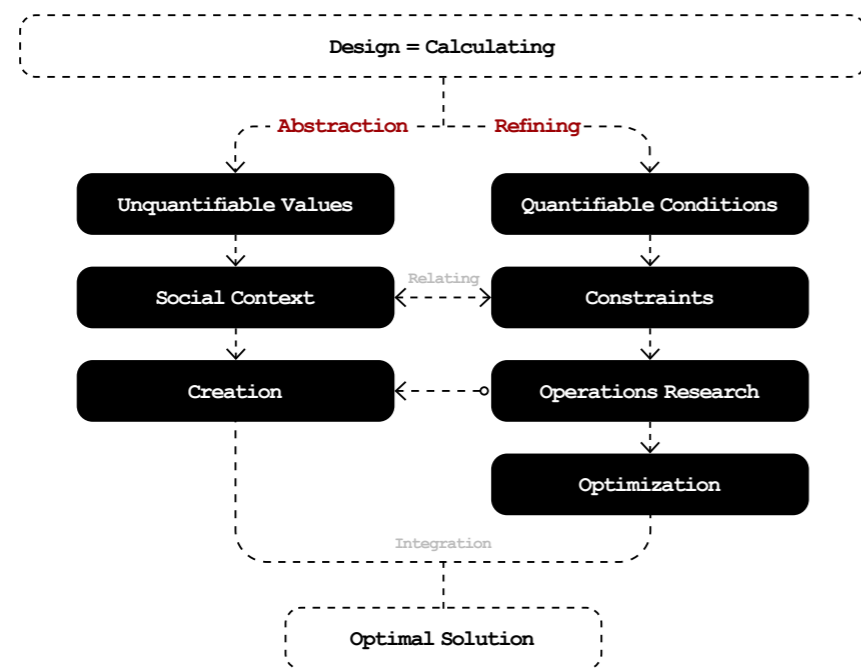 Design = Calculating
Abstraction
Refining
Unquantifiable Values
Quantifiable Conditions
Relating
Social Context
Constraints
Creation
Operations Research
Optimization
Integration
Optimal Solution